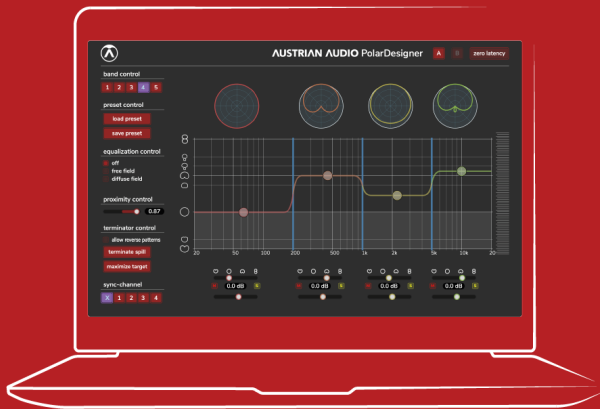 AUSTRIAN AUDIO PolarDesigner A B zero latency
band control
1 2 3 4 5
preset control
load preset
save preset
equalization control
off
free field
diffuse field
proximity control
0.87
terminator control
allow reverse patterns
terminate spill
maximize target
sync-channel
X 1 2 3 4
20 50 100 200 500 1k 2k 5k 10k 20
0.0 dB 0.0 dB 0.0 dB 0.0 dB